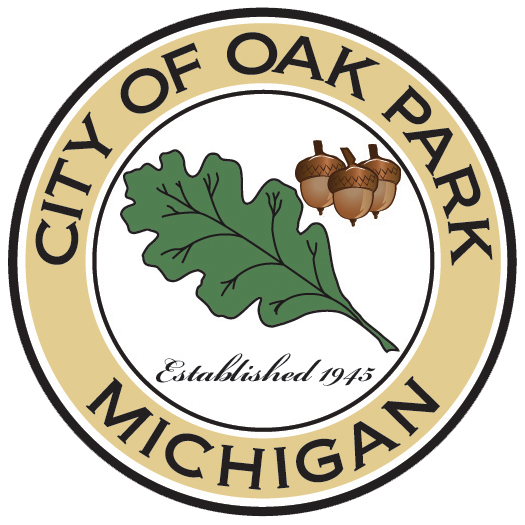 CITY OF OAK PARK
Established 1945
MICHIGAN